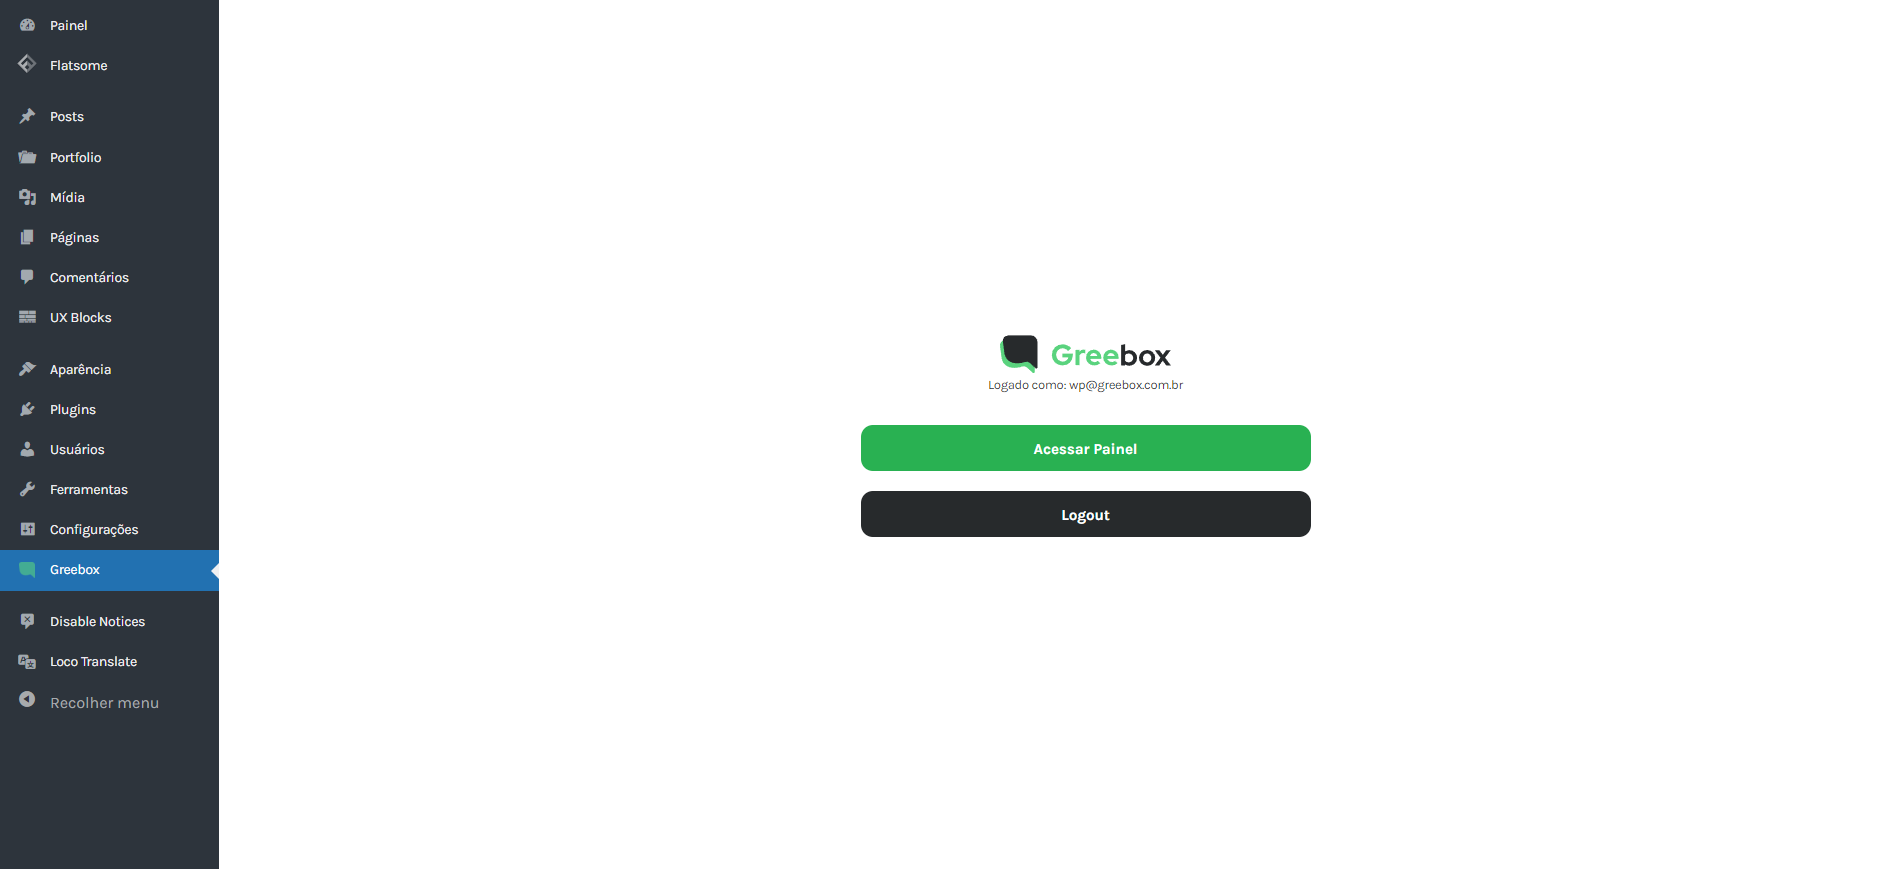 Painel
Flatsome
Posts
Portfolio
Mídia
Páginas
Comentários
UX Blocks
Aparência
Plugins
Usuários
Ferramentas
Configurações
Greebox
Disable Notices
Loco Translate
Recolher menu
Greebox
Logado como: wp@greebox.com.br
Acessar Painel
Logout